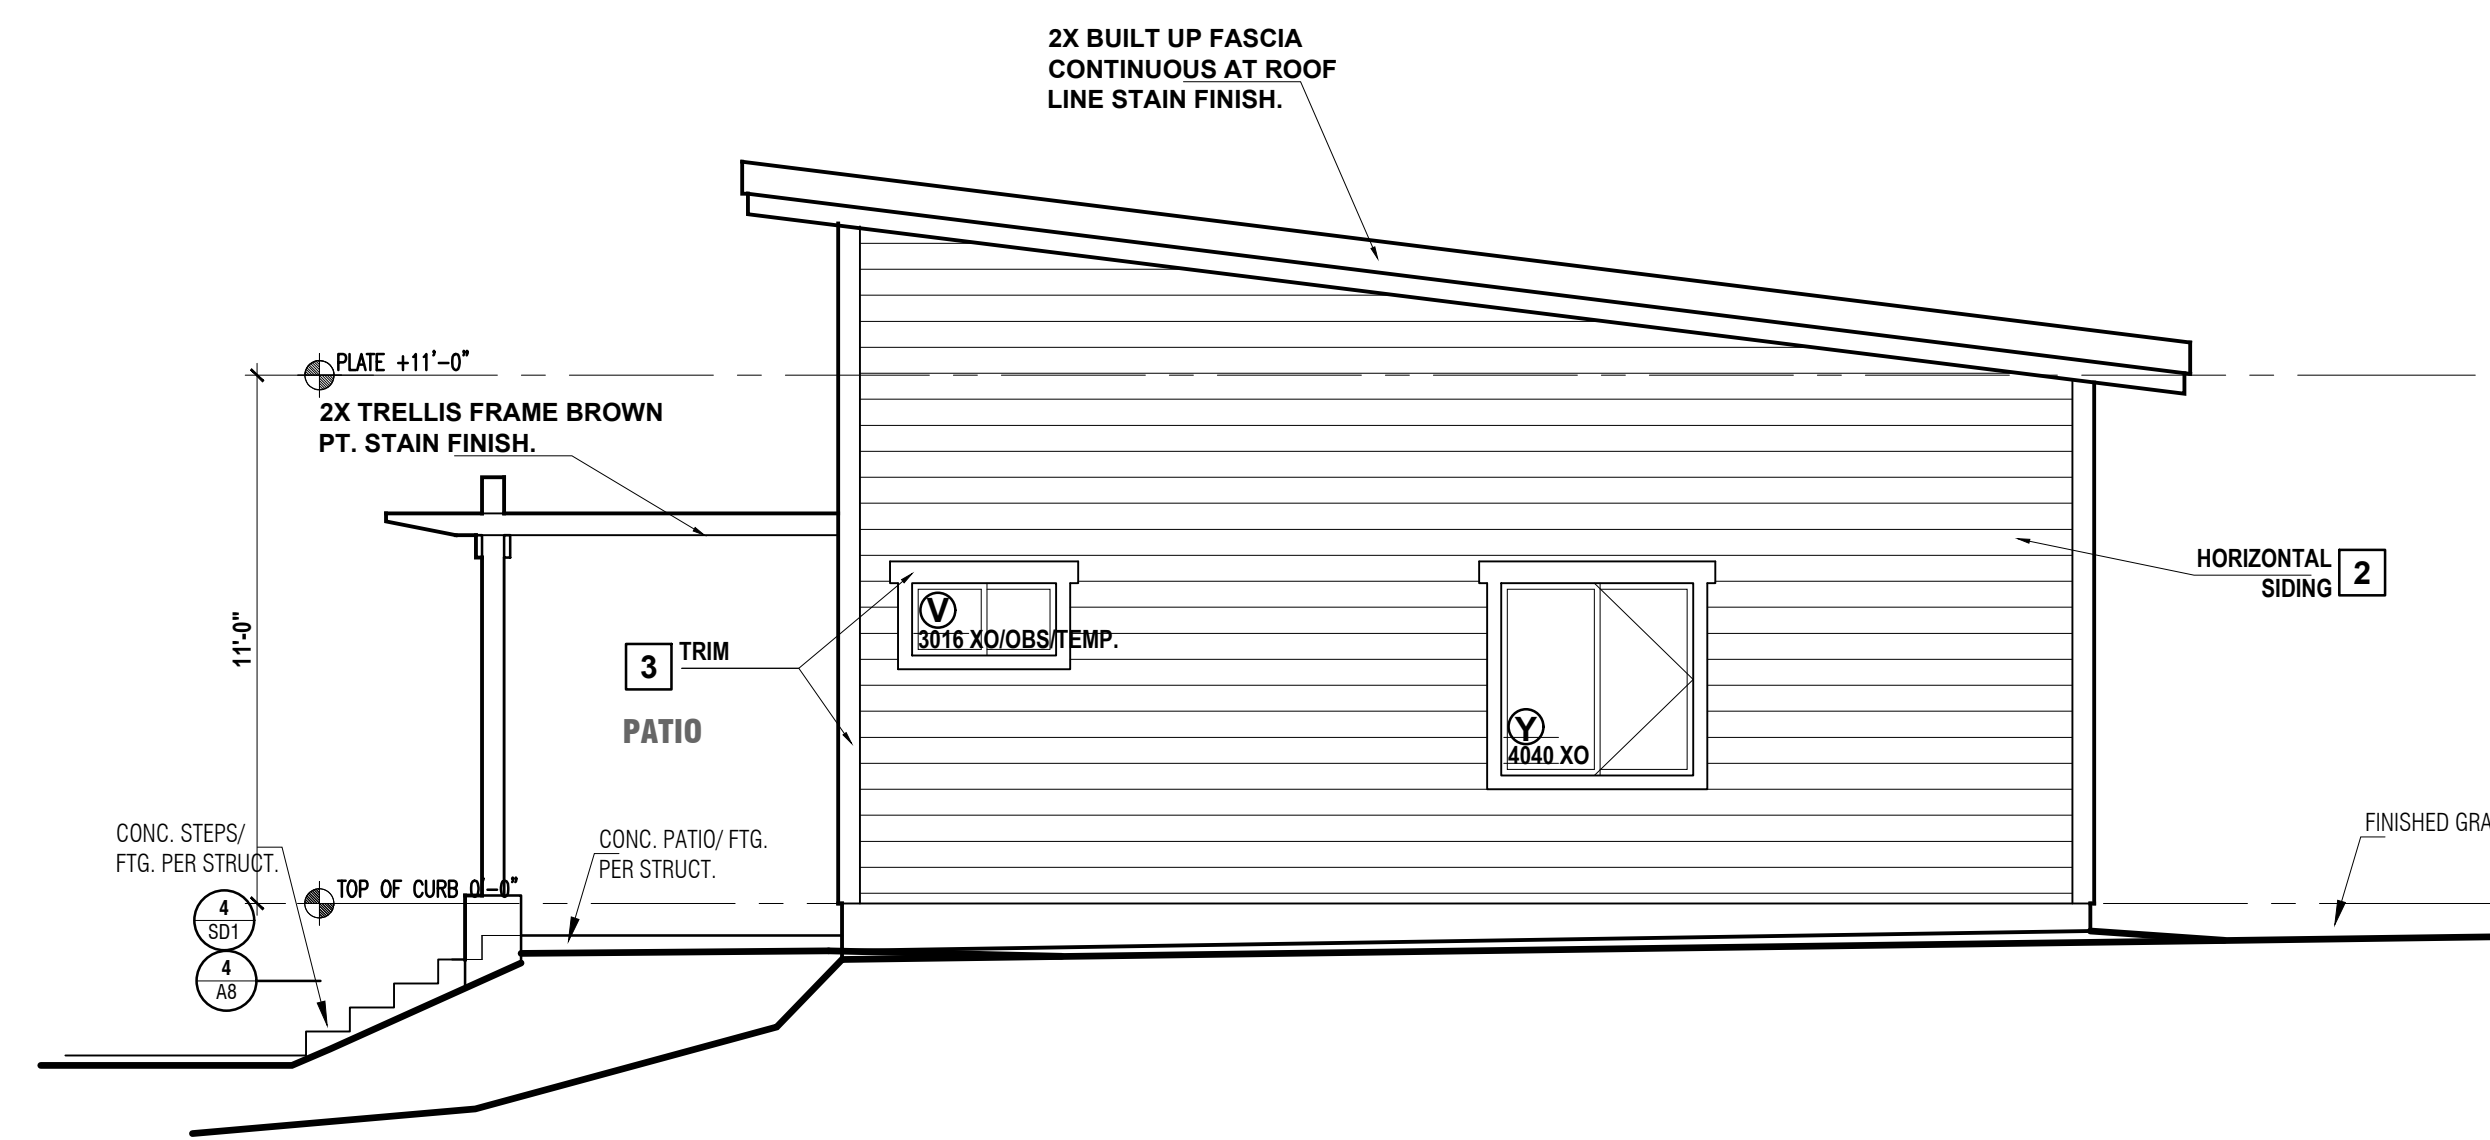 2X BUILT UP FASCIA
CONTINUOUS AT ROOF
LINE STAIN FINISH.
PLATE +11'-0"
2X TRELLIS FRAME BROWN
PT. STAIN FINISH.
HORIZONTAL
SIDING
2
V
3016 XO/OBS/TEMP.
11'-0"
3
TRIM
PATIO
Y
4040 XO
CONC. STEPS/
FTG. PER STRUCT.
CONC. PATIO/ FTG.
PER STRUCT.
FINISHED GRA
TOP OF CURB 0'-0"
4
SD1
4
A8